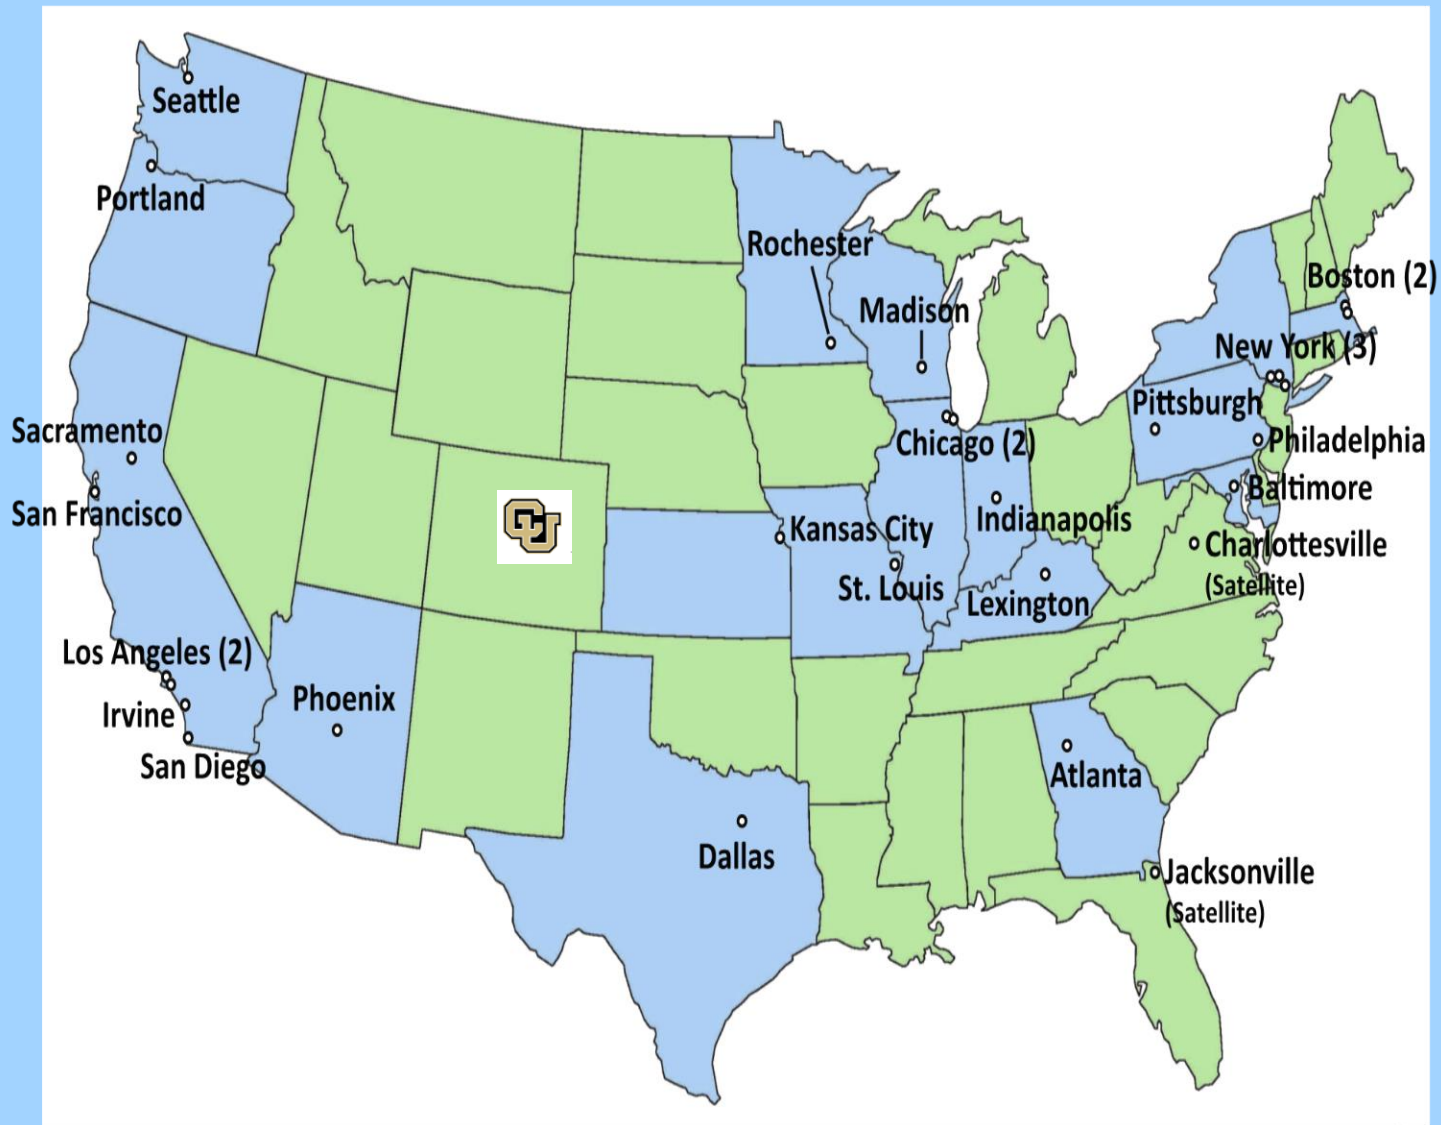 Seattle
Portland
Rochester
Boston (2)
Madison
New York (3)
Pittsburgh
Sacramento
Chicago (2)
Philadelphia
Baltimore
San Francisco
Indianapolis
Kansas City
Charlottesville
(Satellite)
St. Louis
Lexington
Los Angeles (2)
Phoenix
Irvine
San Diego
Atlanta
Dallas
Jacksonville
(Satellite)
CU